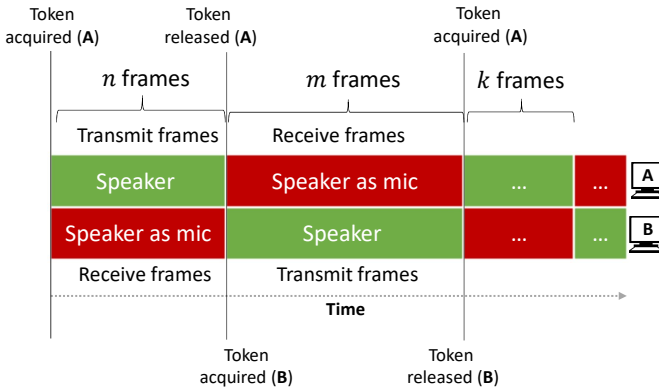 Token
acquired (A)
Token
released (A)
Token
acquired (A)
n frames
m frames
k frames
Transmit frames
Receive frames
Speaker
Speaker as mic
...
...
A
Speaker as mic
Speaker
...
...
B
Receive frames
Transmit frames
Time
Token
acquired (B)
Token
released (B)